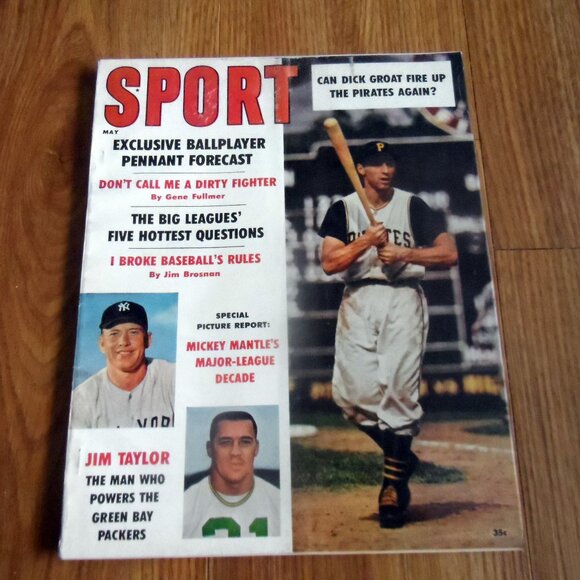 SPORT
MAY
CAN DICK GROAT FIRE UP
THE PIRATES AGAIN?
EXCLUSIVE BALLPLAYER
PENNANT FORECAST
DON'T CALL ME A DIRTY FIGHTER
By Gene Fullmer
THE BIG LEAGUES'
FIVE HOTTEST QUESTIONS
I BROKE BASEBALL'S RULES
By Jim Brosnan
SPECIAL
PICTURE REPORT:
MICKEY MANTLE'S
MAJOR-LEAGUE
DECADE
JIM TAYLOR
THE MAN WHO
POWERS THE
GREEN BAY
PACKERS
P
NY
31
35¢